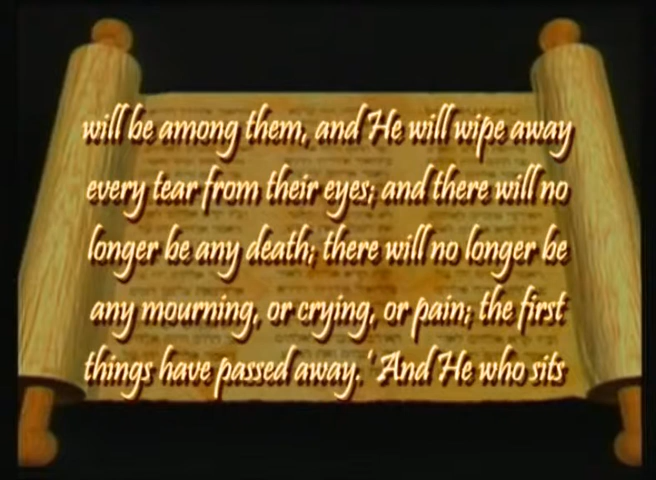 will be among them, and He will wipe away
every tear from their eyes; and there will no
longer be any death; there will no longer be
any mourning, or crying, or pain; the first
things have passed away.' And He who sits